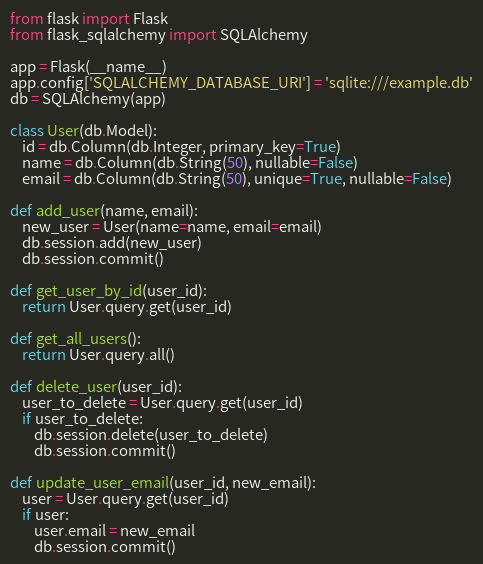 from flask import Flask
from flask_sqlalchemy import SQLAlchemy

app = Flask(__name__)
app.config['SQLALCHEMY_DATABASE_URI'] = 'sqlite:///example.db'
db = SQLAlchemy(app)

class User(db.Model):
    id = db.Column(db.Integer, primary_key=True)
    name = db.Column(db.String(50), nullable=False)
    email = db.Column(db.String(50), unique=True, nullable=False)

def add_user(name, email):
    new_user = User(name=name, email=email)
    db.session.add(new_user)
    db.session.commit()

def get_user_by_id(user_id):
    return User.query.get(user_id)

def get_all_users():
    return User.query.all()

def delete_user(user_id):
    user_to_delete = User.query.get(user_id)
    if user_to_delete:
        db.session.delete(user_to_delete)
        db.session.commit()

def update_user_email(user_id, new_email):
    user = User.query.get(user_id)
    if user:
        user.email = new_email
        db.session.commit()